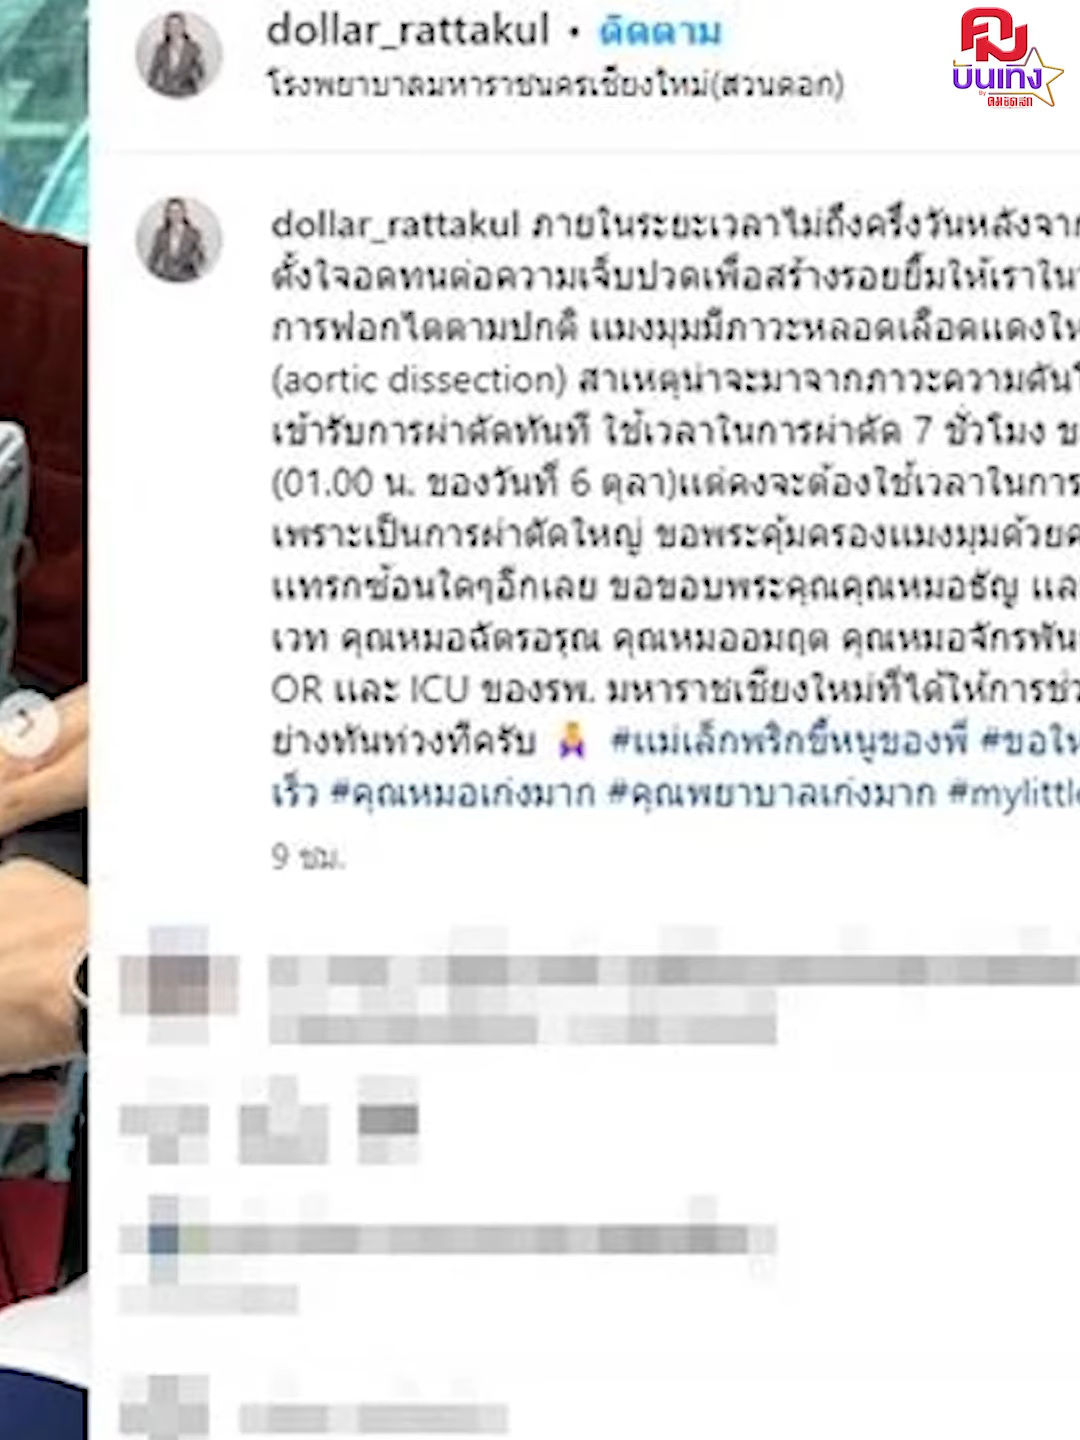 dollar_rattakul • ติดตาม
โรงพยาบาลมหาราชนครเชียงใหม่(สวนดอก)
คม
บันเทิง
by
คมชัดลึก
dollar_rattakul ภายในระยะเวลาไม่ถึงครึ่งวันหลังจาก
ตั้งใจอดทนต่อความเจ็บปวดเพื่อสร้างรอยยิ้มให้เราใน
การฟอกไตตามปกติ แมงมุมมีภาวะหลอดเลือดแดงให
(aortic dissection) สาเหตุน่าจะมาจากภาวะความดันโ
เข้ารับการผ่าตัดทันที ใช้เวลาในการผ่าตัด 7 ชั่วโมง ข
(01.00 น. ของวันที่ 6 ตุลา)แต่คงจะต้องใช้เวลาในการ
เพราะเป็นการผ่าตัดใหญ่ ขอพระคุ้มครองแมงมุมด้วยค
แทรกซ้อนใดๆอีกเลย ขอขอบพระคุณคุณหมอธัญ และ
เวท คุณหมอฉัตรอรุณ คุณหมออมฤต คุณหมอจักรพัน
OR และ ICU ของรพ. มหาราชเชียงใหม่ที่ได้ให้การช่ว
ย่างทันท่วงทีครับ 🙏 #แม่เล็กพริกขี้หนูของพี่ #ขอให
เร็ว #คุณหมอเก่งมาก #คุณพยาบาลเก่งมาก #mylittle
9 ชม.